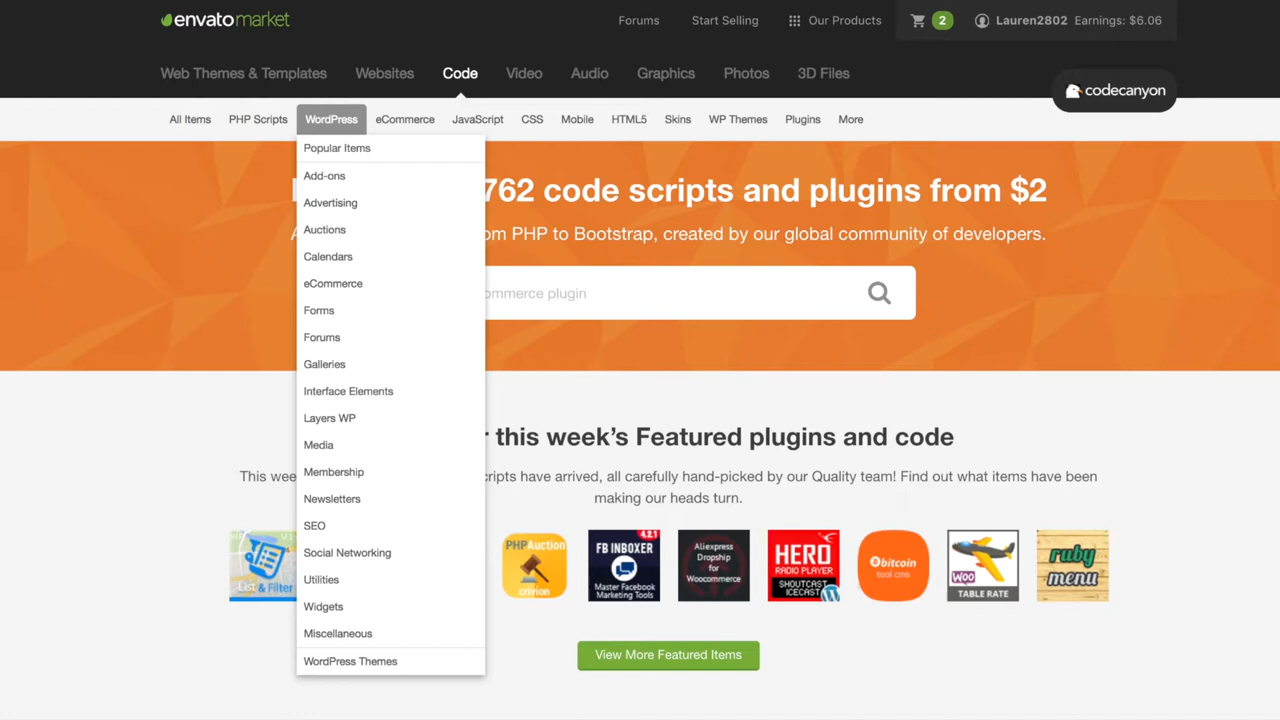 envatomarket
Forums Start Selling Our Products 2 Lauren2802 Earnings: $6.06
Web Themes & Templates Websites Code Video Audio Graphics Photos 3D Files
codecanyon
All Items PHP Scripts WordPress eCommerce JavaScript CSS Mobile HTML5 Skins WP Themes Plugins More
Popular Items
Add-ons
Advertising
Auctions
Calendars
eCommerce
Forms
Forums
Galleries
Interface Elements
Layers WP
Media
Membership
Newsletters
SEO
Social Networking
Utilities
Widgets
Miscellaneous
WordPress Themes
762 code scripts and plugins from $2
PHP to Bootstrap, created by our global community of developers.
plugin
this week's Featured plugins and code
This have arrived, all carefully hand-picked by our Quality team! Find out what items have been
making our heads turn.
List & Filter
PHPAuction
crivion
4.2.1
FB INBOXER
Master Facebook
Marketing Tools
Aliexpress
Dropship
for
Woocommerce
HERO
RADIO PLAYER
SHOUTCAST
ICECAST
bitcoin
tool cms
WOO
TABLE RATE
ruby
menu
View More Featured Items